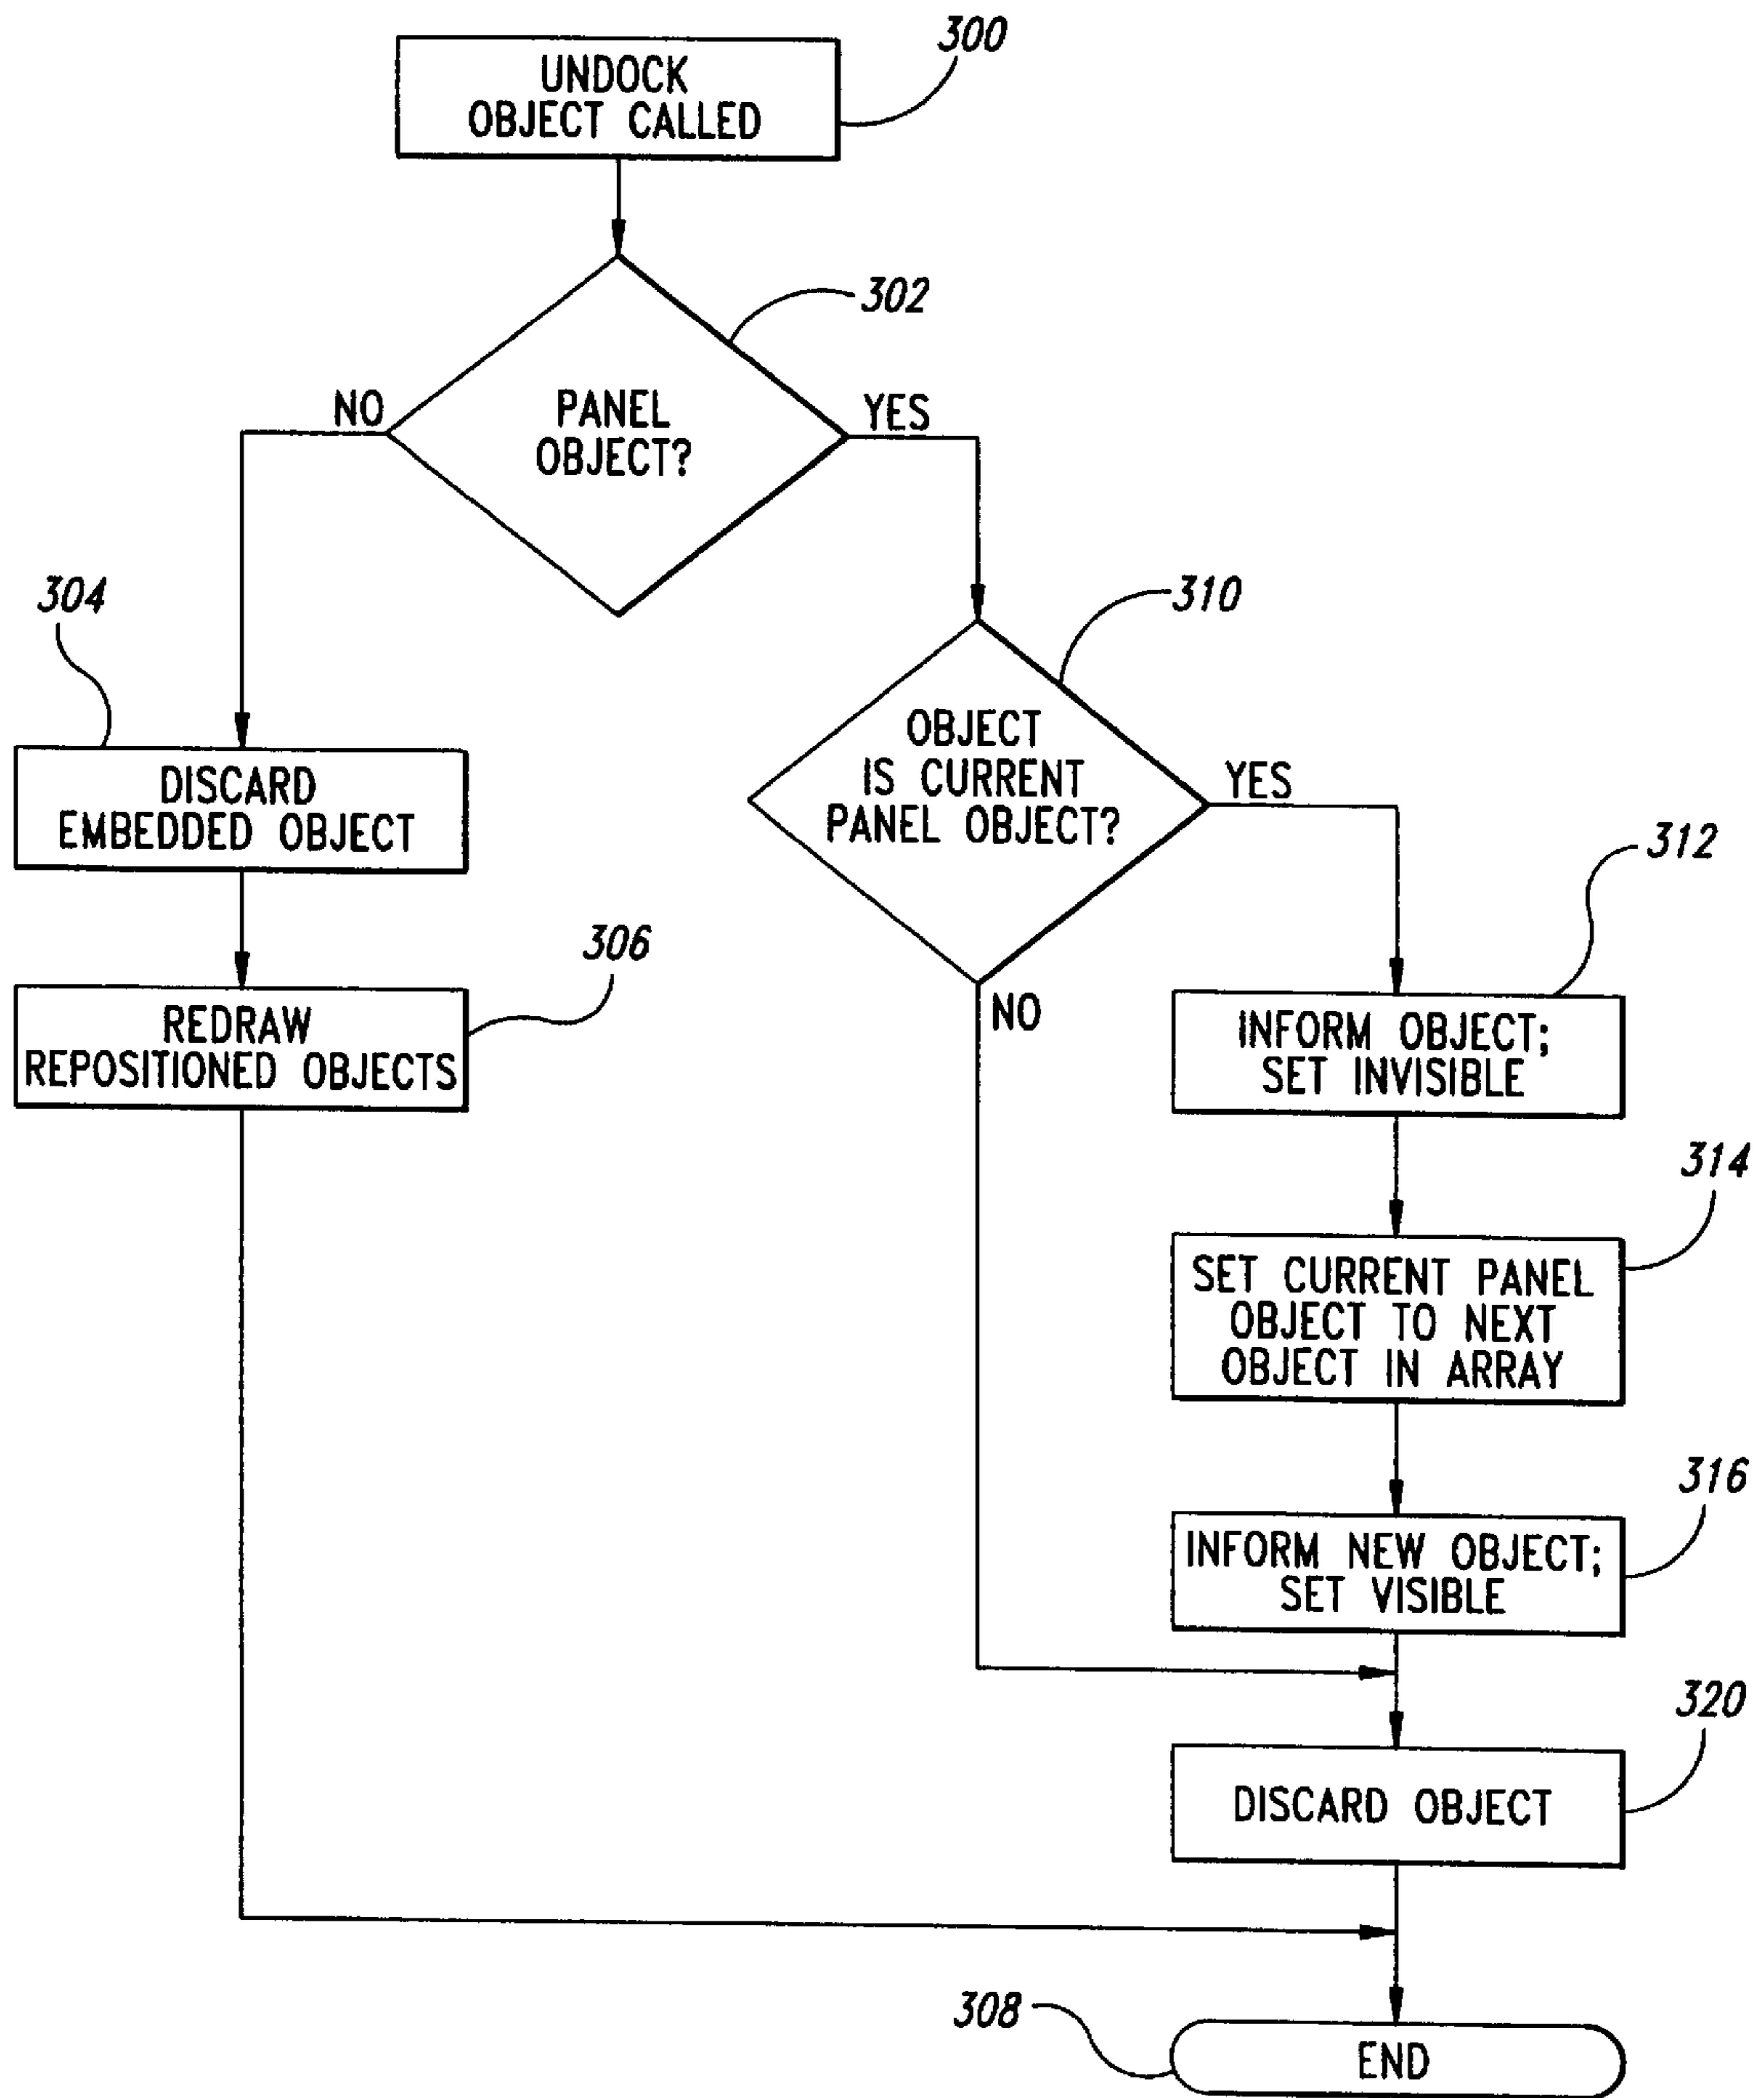 300
UNDOCK
OBJECT CALLED
302
PANEL
OBJECT?
NO
YES
304
DISCARD
EMBEDDED OBJECT
306
REDRAW
REPOSITIONED OBJECTS
310
OBJECT
IS CURRENT
PANEL OBJECT?
YES
NO
312
INFORM OBJECT;
SET INVISIBLE
314
SET CURRENT PANEL
OBJECT TO NEXT
OBJECT IN ARRAY
316
INFORM NEW OBJECT;
SET VISIBLE
320
DISCARD OBJECT
308
END